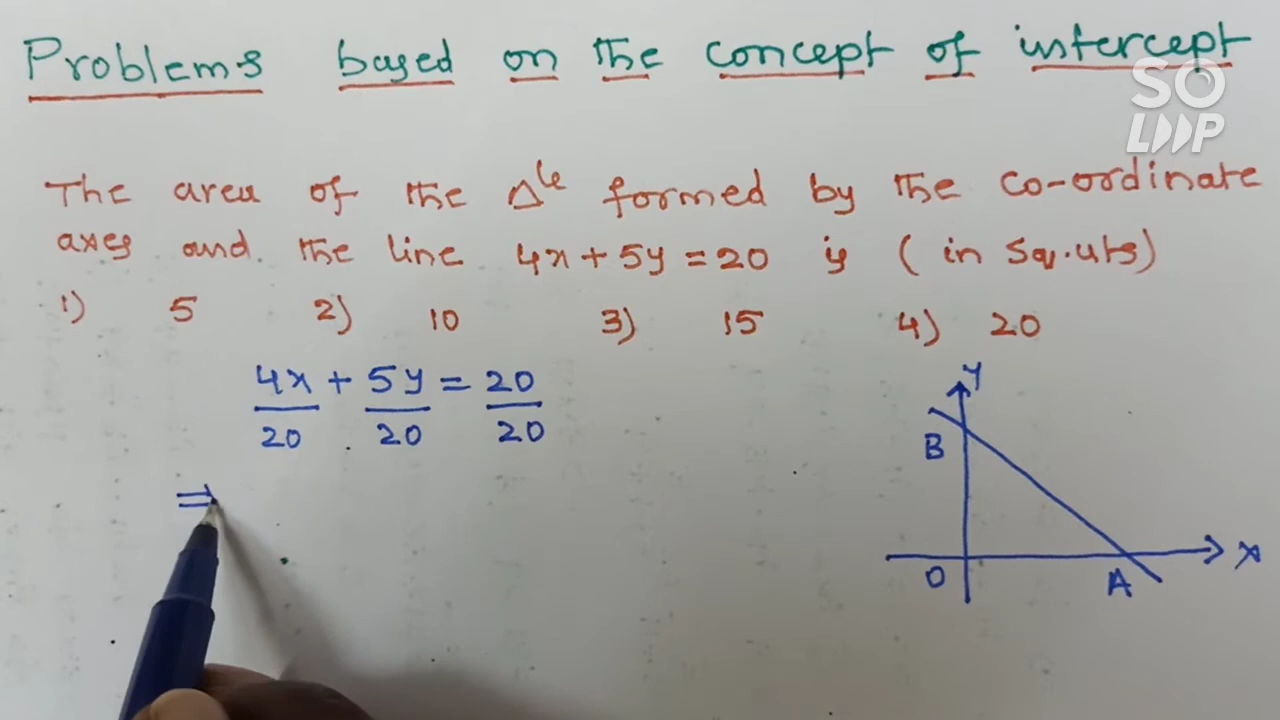 Problems based on the concept of intercept
SO LOOP
The area of the Δle formed by the co-ordinate
axes and the line 4x + 5y = 20 is ( in Sq.uts)
1) 5 2) 10 3) 15 4) 20
4x/20 + 5y/20 = 20/20
⇒
Y
B
O
A
X